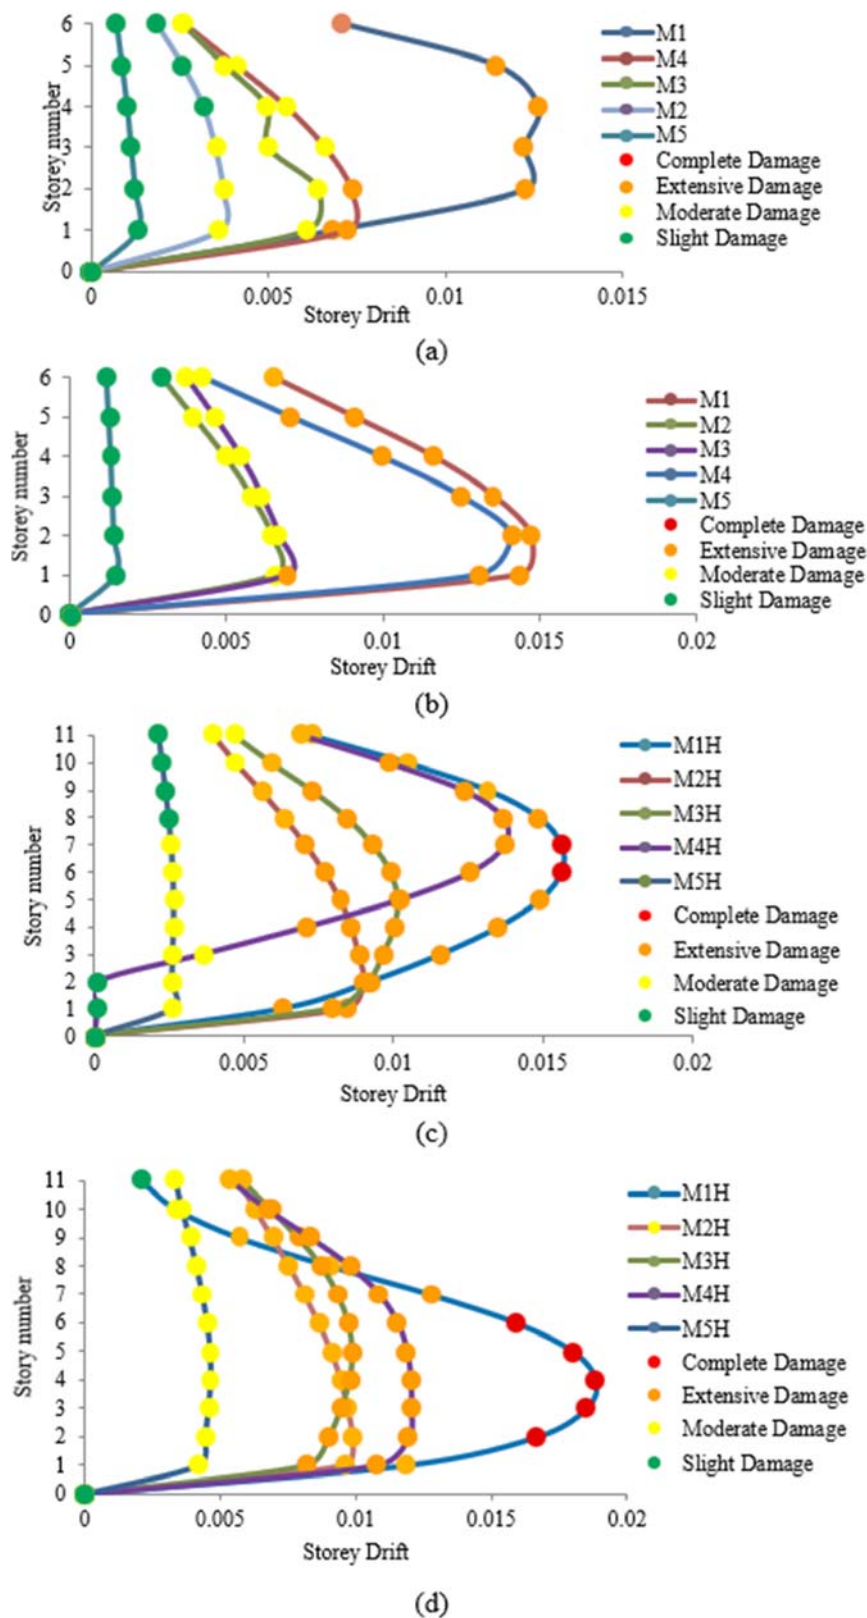 6
5
4
3
2
1
0
Storey number
0
0.005
0.01
0.015
Storey Drift
M1
M4
M3
M2
M5
Complete Damage
Extensive Damage
Moderate Damage
Slight Damage
(a)
6
5
4
3
2
1
0
Storey number
0
0.005
0.01
0.015
0.02
Storey Drift
M1
M2
M3
M4
M5
Complete Damage
Extensive Damage
Moderate Damage
Slight Damage
(b)
11
10
9
8
7
6
5
4
3
2
1
0
Story number
0
0.005
0.01
0.015
0.02
Storey Drift
M1H
M2H
M3H
M4H
M5H
Complete Damage
Extensive Damage
Moderate Damage
Slight Damage
(c)
11
10
9
8
7
6
5
4
3
2
1
0
Story number
0
0.005
0.01
0.015
0.02
Storey Drift
M1H
M2H
M3H
M4H
M5H
Complete Damage
Extensive Damage
Moderate Damage
Slight Damage
(d)